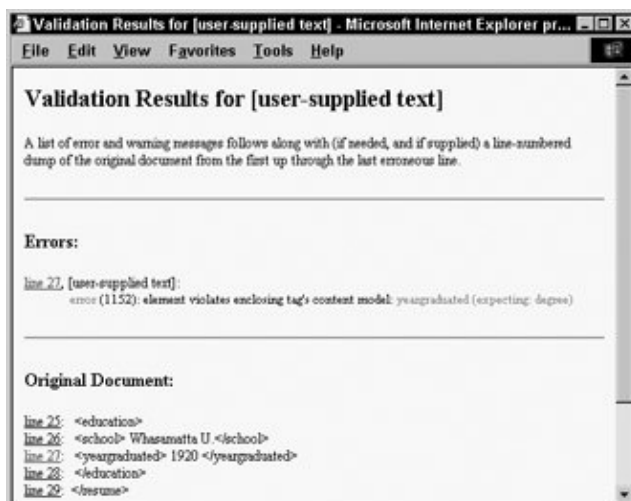 Validation Results for [user-supplied text] - Microsoft Internet Explorer pr...
File Edit View Favorites Tools Help
Validation Results for [user-supplied text]
A list of error and warning messages follows along with (if needed, and if supplied) a line-numbered
dump of the original document from the first up through the last erroneous line.
Errors:
line 27, [user-supplied text]:
error (1152): element violates enclosing tag's content model: yeargraduated (expecting: degree)
Original Document:
line 25: <education>
line 26: <school> Whasamatta U.</school>
line 27: <yeargraduated> 1920 </yeargraduated>
line 28: </education>
line 29: </resume>